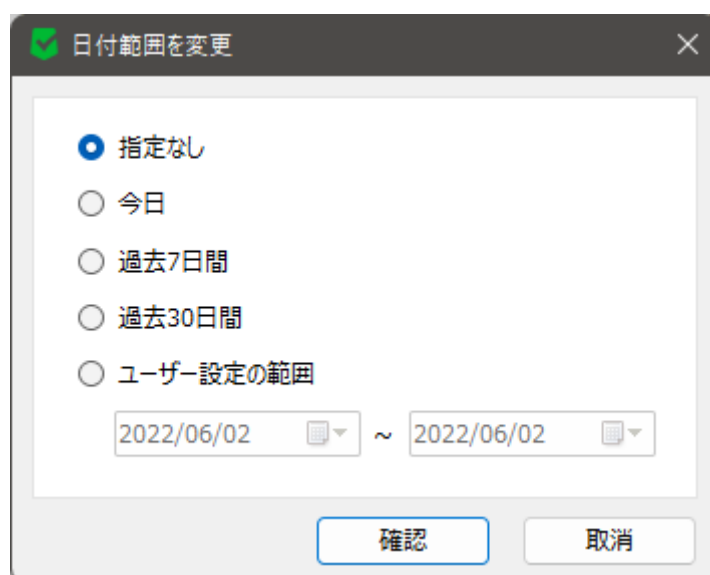 日付範囲を変更
指定なし
今日
過去7日間
過去30日間
ユーザー設定の範囲
2022/06/02 ~ 2022/06/02
確認 取消